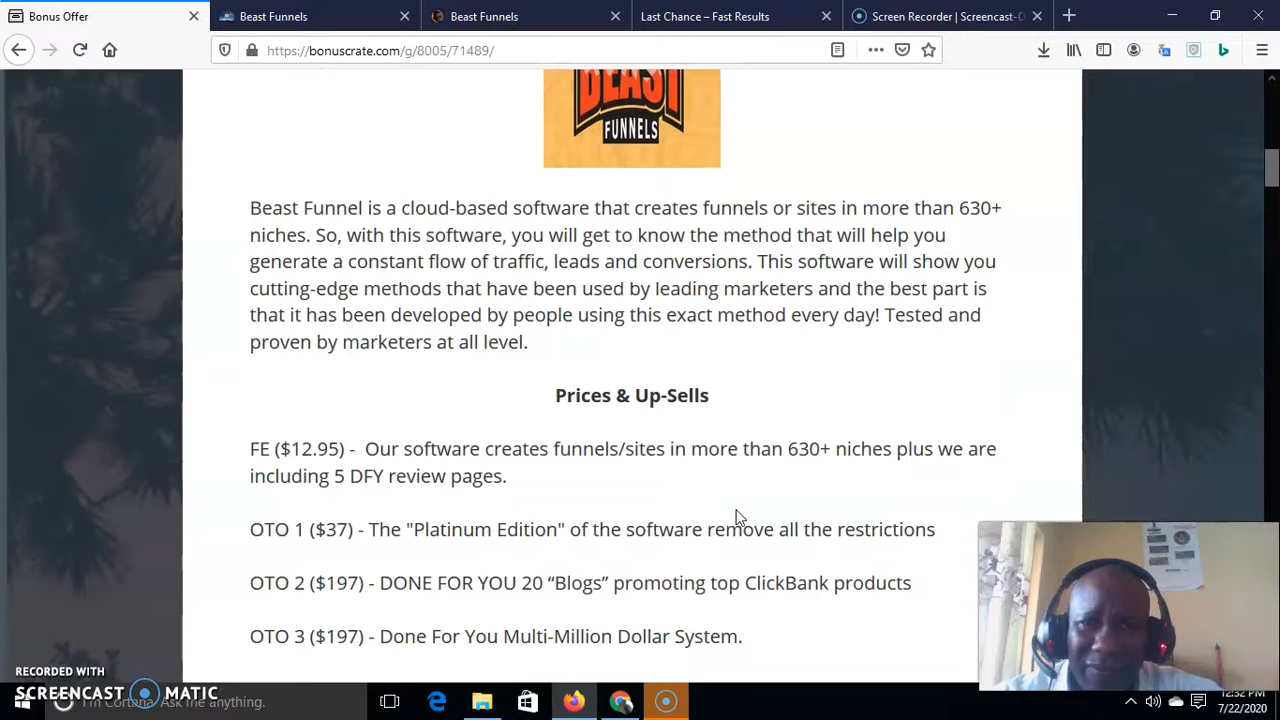 Bonus Offer
Beast Funnels
Beast Funnels
Last Chance – Fast Results
Screen Recorder | Screencast-O
https://bonuscrate.com/g/8005/71489/
BEAST
FUNNELS
Beast Funnel is a cloud-based software that creates funnels or sites in more than 630+
niches. So, with this software, you will get to know the method that will help you
generate a constant flow of traffic, leads and conversions. This software will show you
cutting-edge methods that have been used by leading marketers and the best part is
that it has been developed by people using this exact method every day! Tested and
proven by marketers at all level.
Prices & Up-Sells
FE ($12.95) - Our software creates funnels/sites in more than 630+ niches plus we are
including 5 DFY review pages.
OTO 1 ($37) - The "Platinum Edition" of the software remove all the restrictions
OTO 2 ($197) - DONE FOR YOU 20 “Blogs” promoting top ClickBank products
OTO 3 ($197) - Done For You Multi-Million Dollar System.
RECORDED WITH
SCREENCAST MATIC
I'm Cortana. Ask me anything.
12:32 PM
7/22/2020